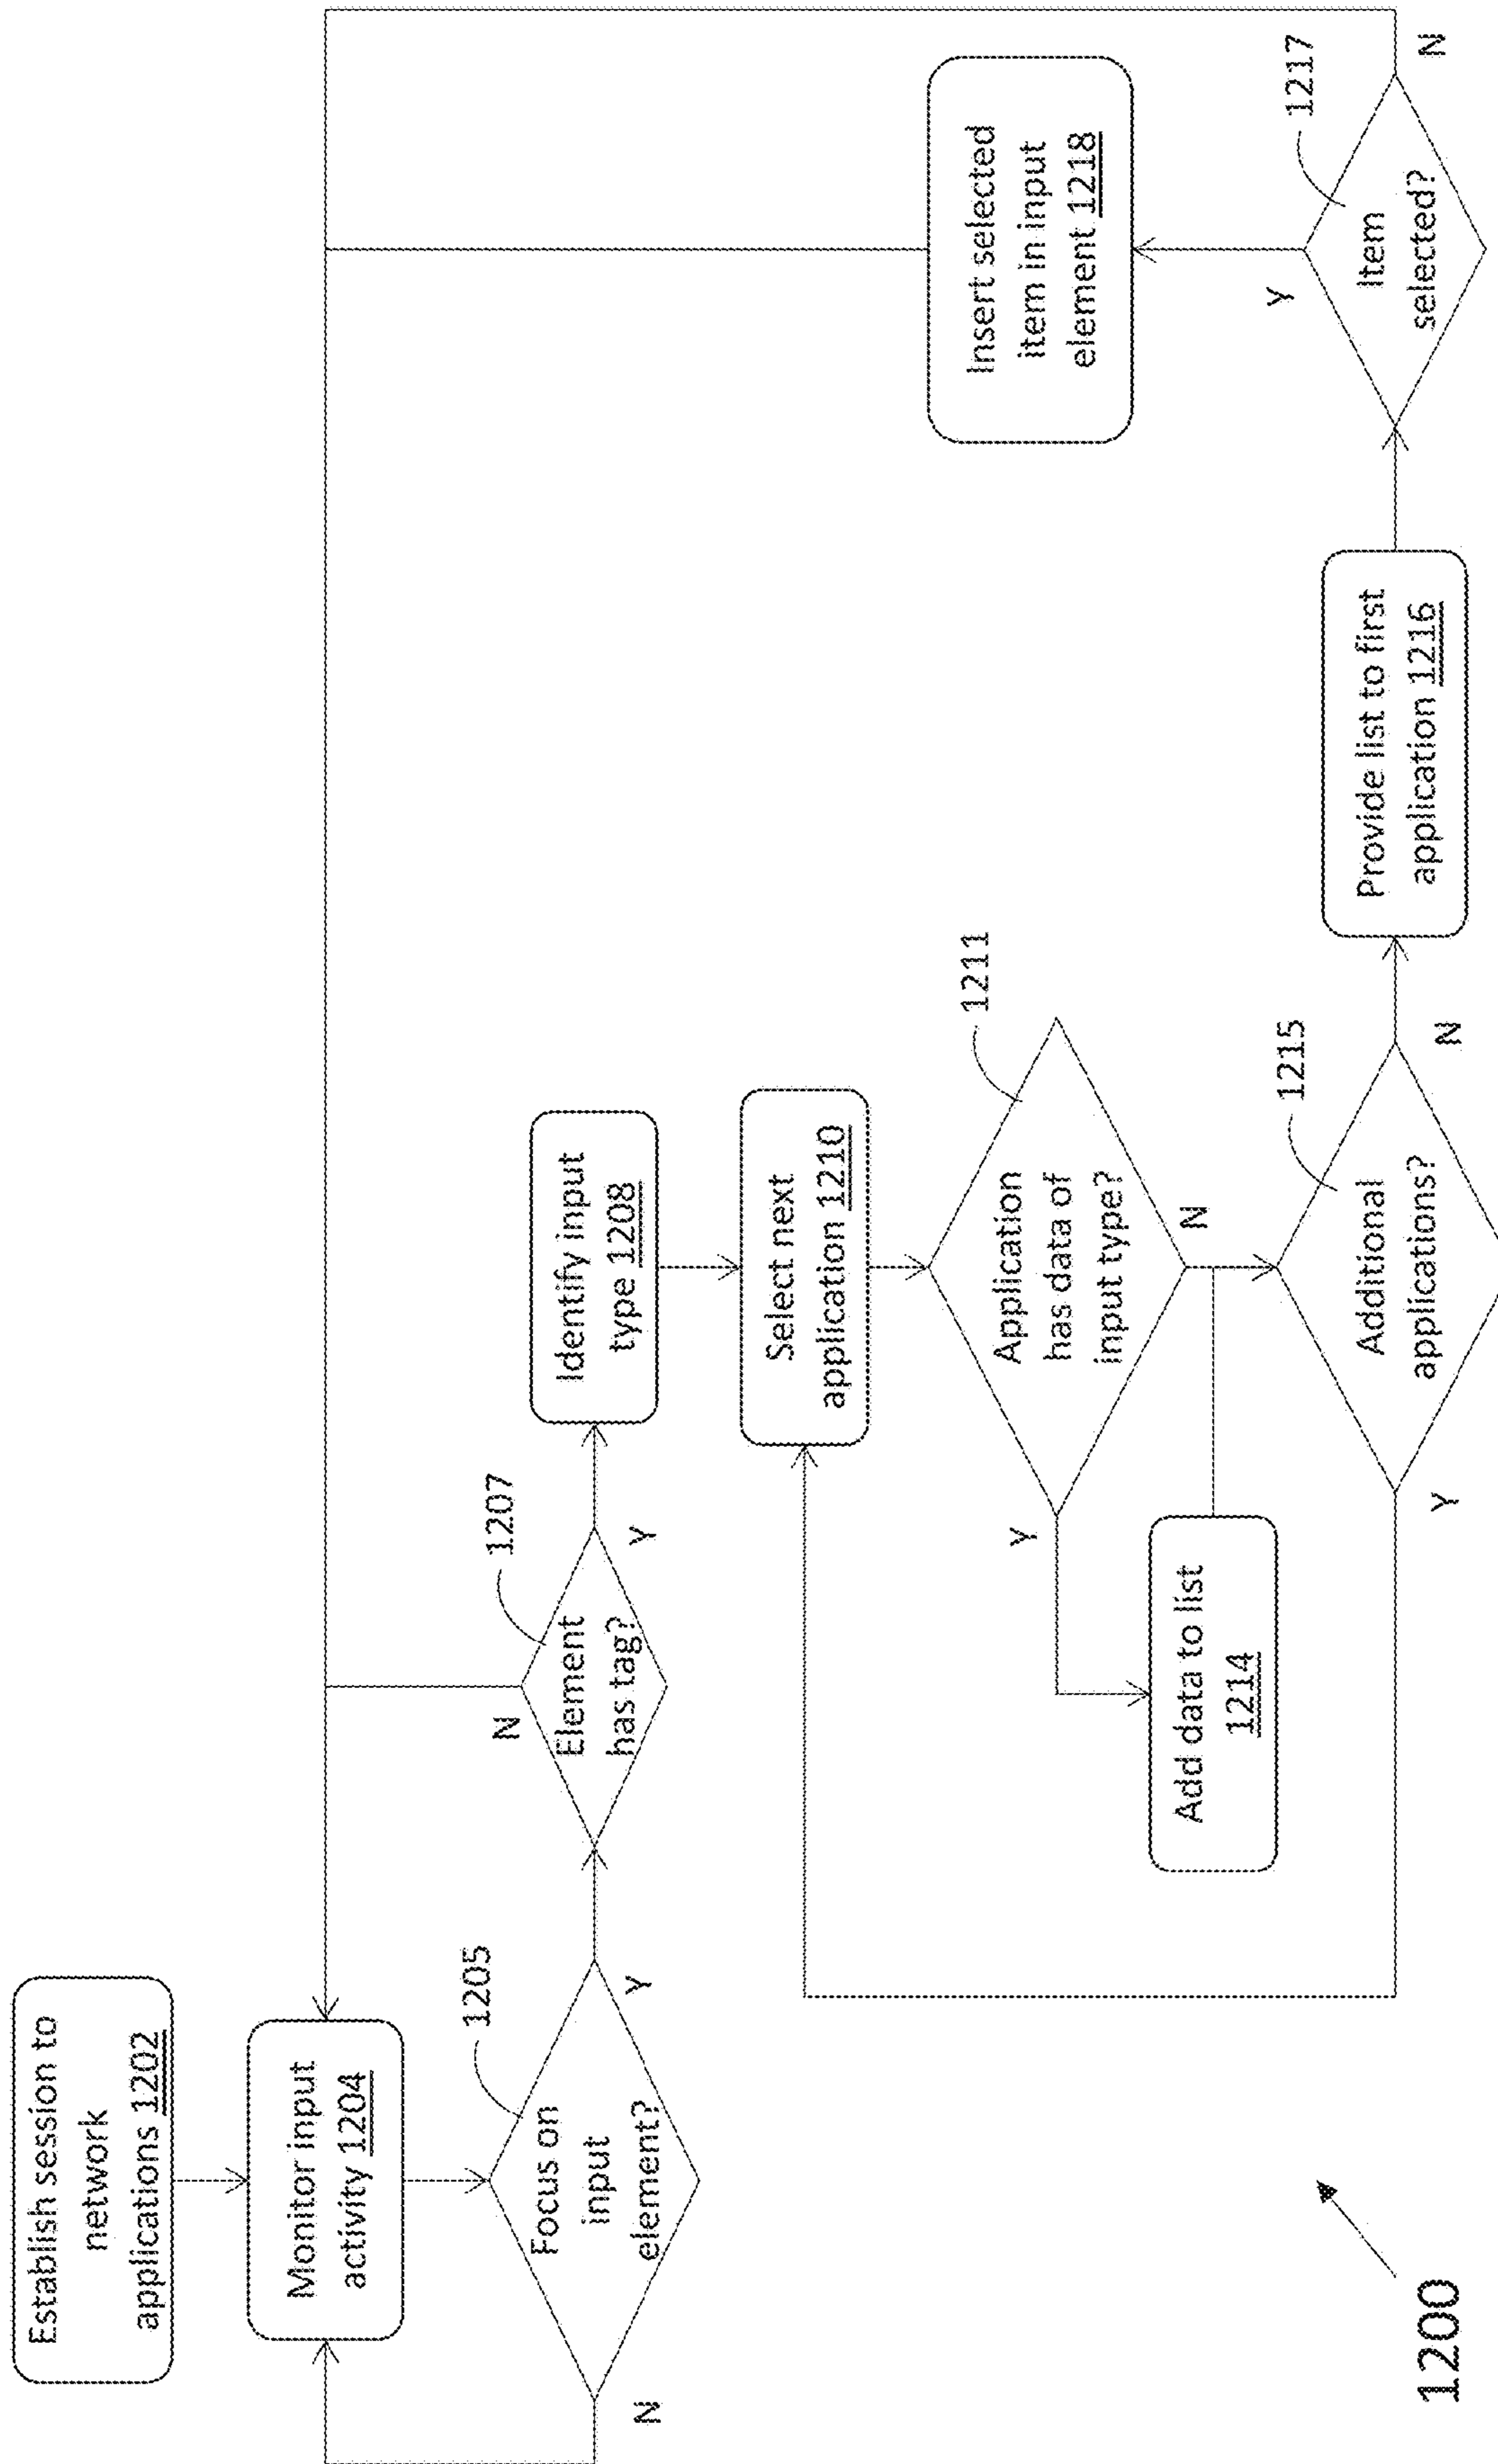 Establish session to
network
applications 1202
Monitor input
activity 1204
1205
Focus on
input
element?
N
Y
1207
Element
has tag?
N
Y
Identify input
type 1208
Select next
application 1210
1211
Application
has data of
input type?
Y
N
Add data to list
1214
1215
Additional
applications?
Y
N
Provide list to first
application 1216
1217
Item
selected?
Y
N
Insert selected
item in input
element 1218
1200